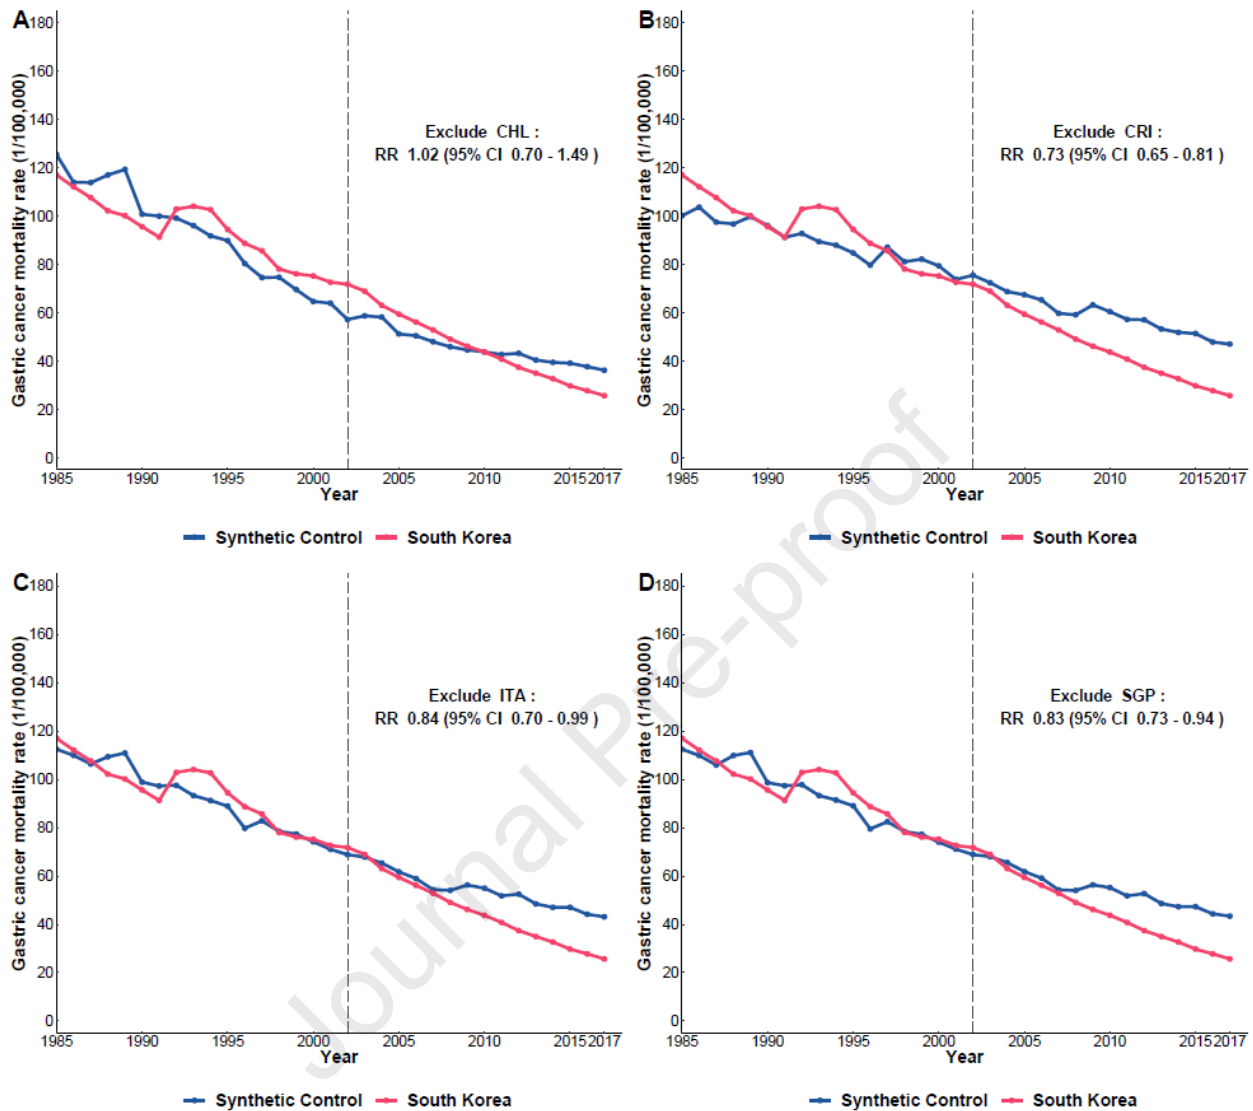 A
Gastric cancer mortality rate (1/100,000)
180
160
140
120
100
80
60
40
20
0
Exclude CHL :
RR 1.02 (95% CI 0.70 - 1.49 )
1985 1990 1995 2000 2005 2010 2015 2017
Year
Synthetic Control South Korea
B
Gastric cancer mortality rate (1/100,000)
180
160
140
120
100
80
60
40
20
0
Exclude CRI :
RR 0.73 (95% CI 0.65 - 0.81 )
1985 1990 1995 2000 2005 2010 2015 2017
Year
Synthetic Control South Korea
C
Gastric cancer mortality rate (1/100,000)
180
160
140
120
100
80
60
40
20
0
Exclude ITA :
RR 0.84 (95% CI 0.70 - 0.99 )
1985 1990 1995 2000 2005 2010 2015 2017
Year
Synthetic Control South Korea
D
Gastric cancer mortality rate (1/100,000)
180
160
140
120
100
80
60
40
20
0
Exclude SGP :
RR 0.83 (95% CI 0.73 - 0.94 )
1985 1990 1995 2000 2005 2010 2015 2017
Year
Synthetic Control South Korea
Journal Pre-proof